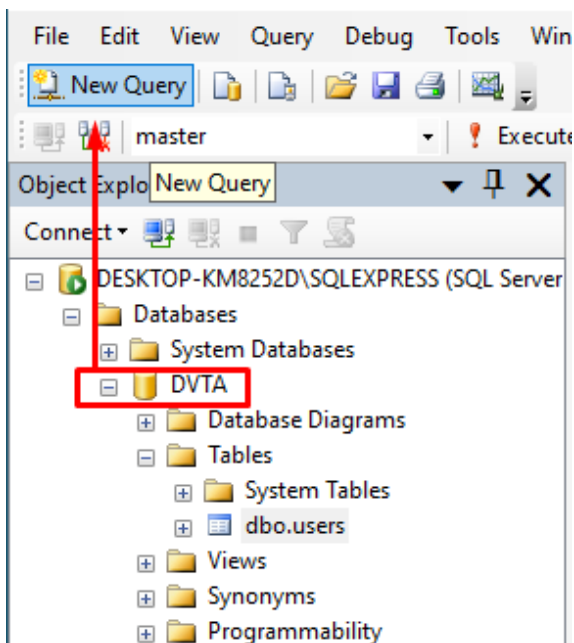 File Edit View Query Debug Tools Win
New Query
master Execute
Object Explo New Query
Connect
DESKTOP-KM8252D\SQLEXPRESS (SQL Server
Databases
System Databases
DVTA
Database Diagrams
Tables
System Tables
dbo.users
Views
Synonyms
Programmability